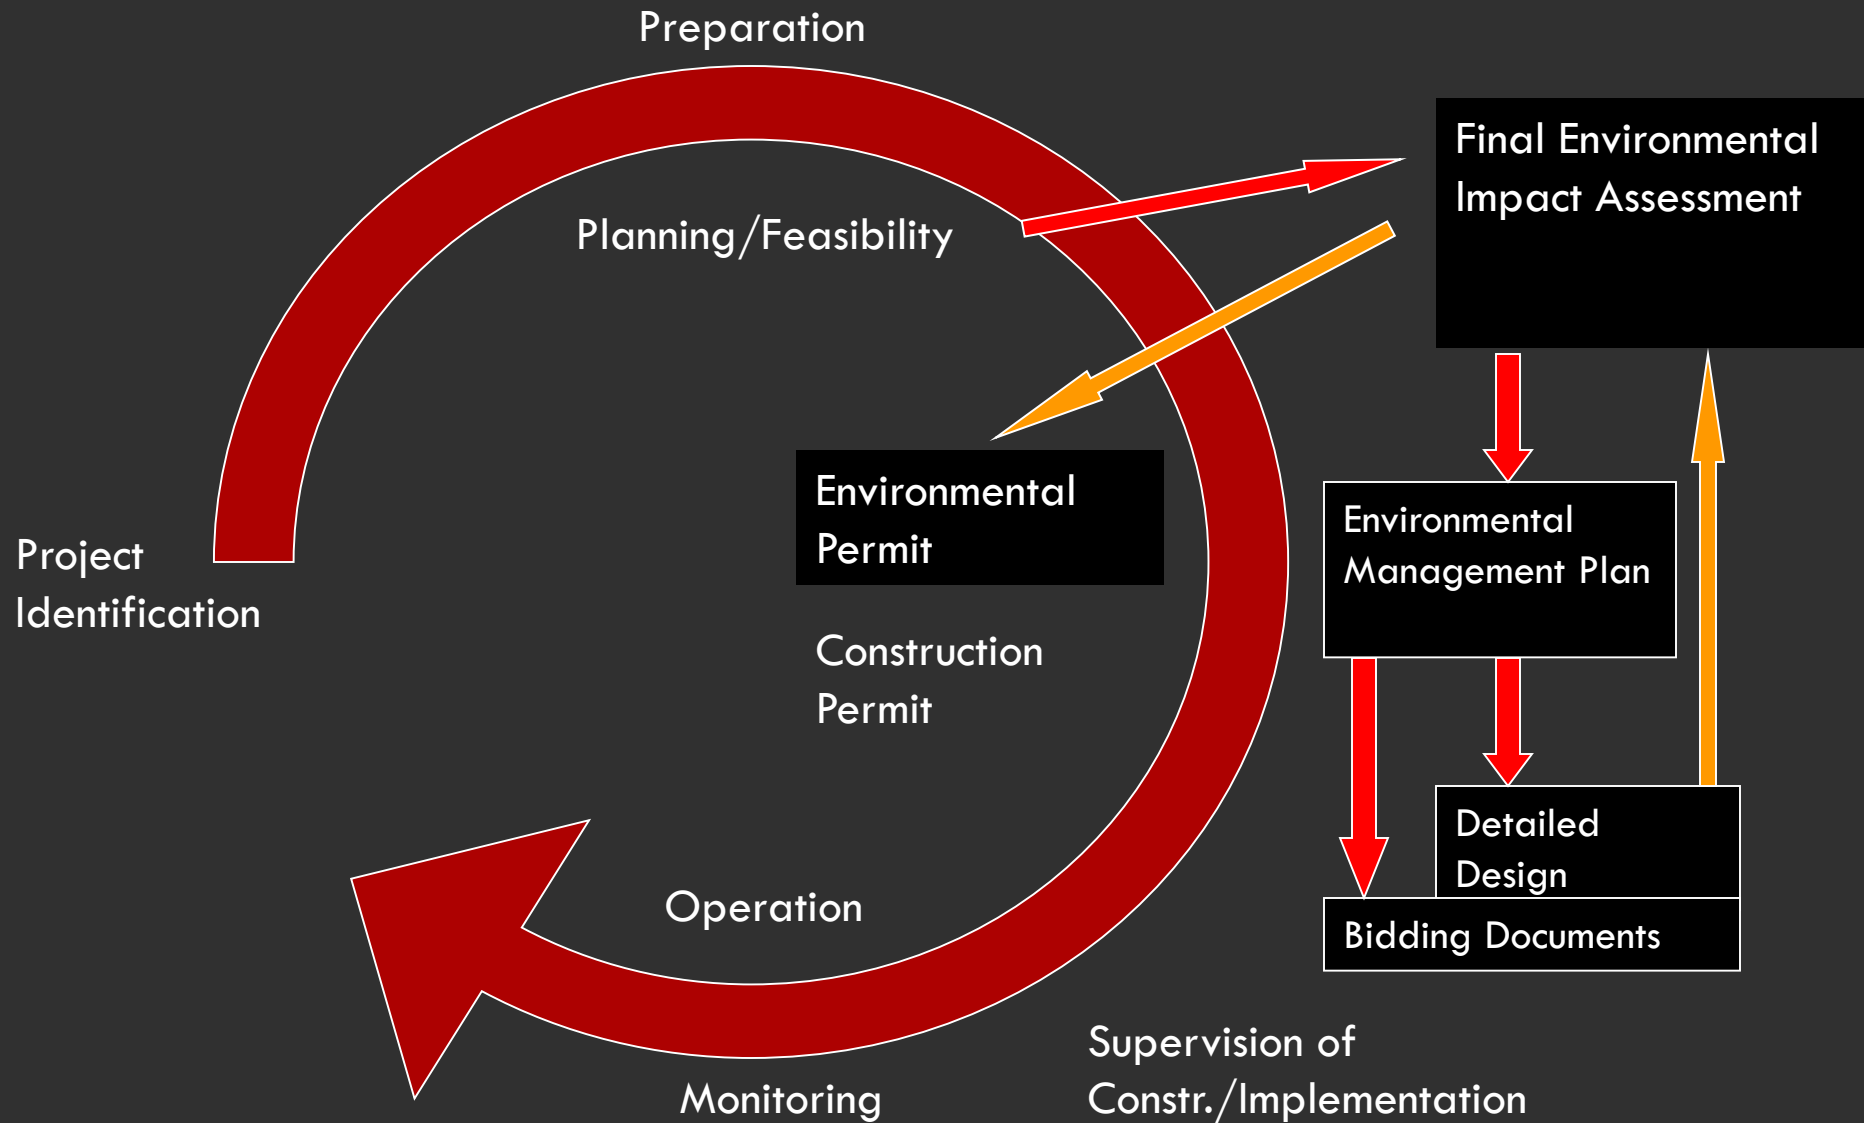 Preparation
Final Environmental
Impact Assessment
Planning/Feasibility
Environmental
Permit
Environmental
Management Plan
Project
Identification
Construction
Permit
Detailed
Design
Operation
Bidding Documents
Supervision of
Constr./Implementation
Monitoring